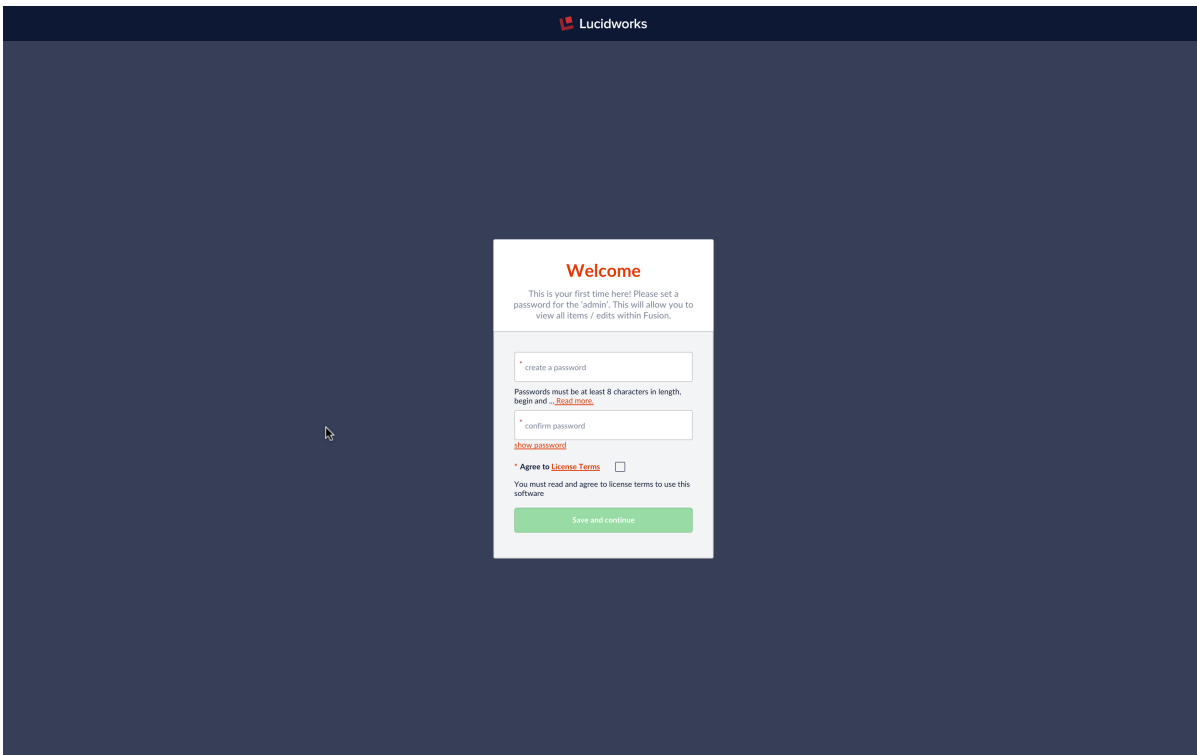 Lucidworks
Welcome
This is your first time here! Please set a
password for the 'admin'. This will allow you to
view all items / edits within Fusion.
* create a password
Passwords must be at least 8 characters in length,
begin and ... Read more.
* confirm password
show password
* Agree to License Terms
You must read and agree to license terms to use this
software
Save and continue